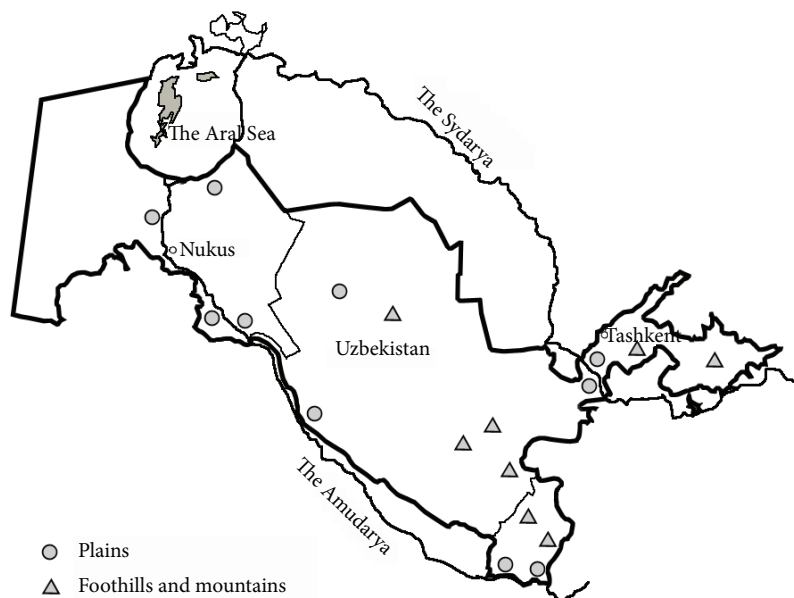 The Sydarya
The Aral Sea
Nukus
Uzbekistan
Tashkent
The Amudarya
Plains
Foothills and mountains